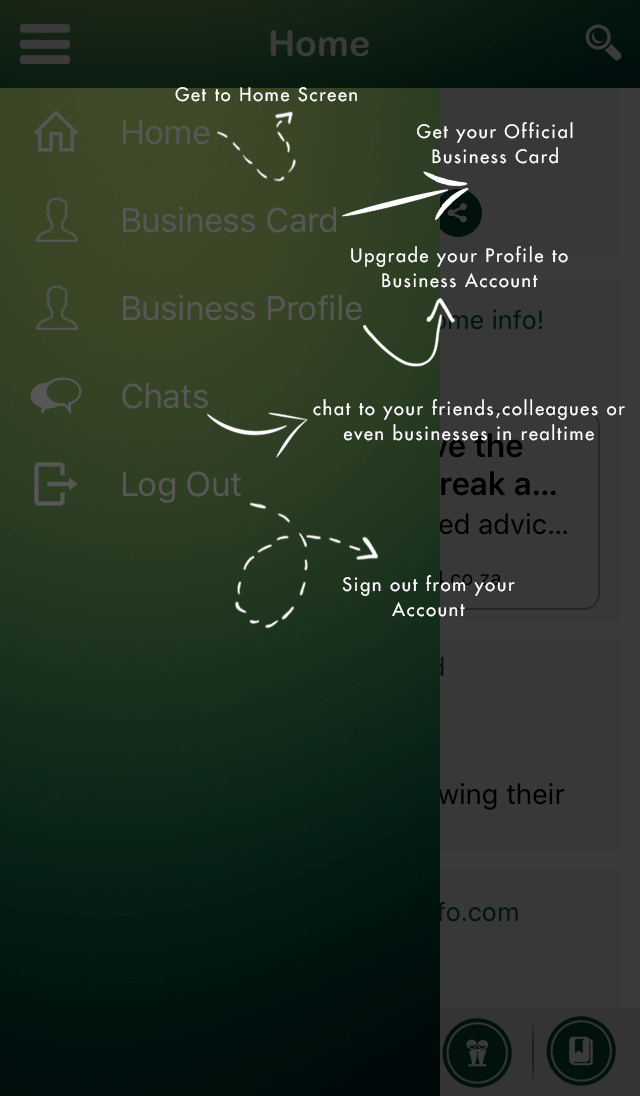 Home
Get to Home Screen
Home
Get your Official
Business Card
Business Card
Upgrade your Profile to
Business Account
Business Profile
ome info!
Chats
chat to your friends,colleagues or
even businesses in realtime
ve the
reak a...
Log Out
ed advic...
.co.za
Sign out from your
Account
d
wing their
fo.com